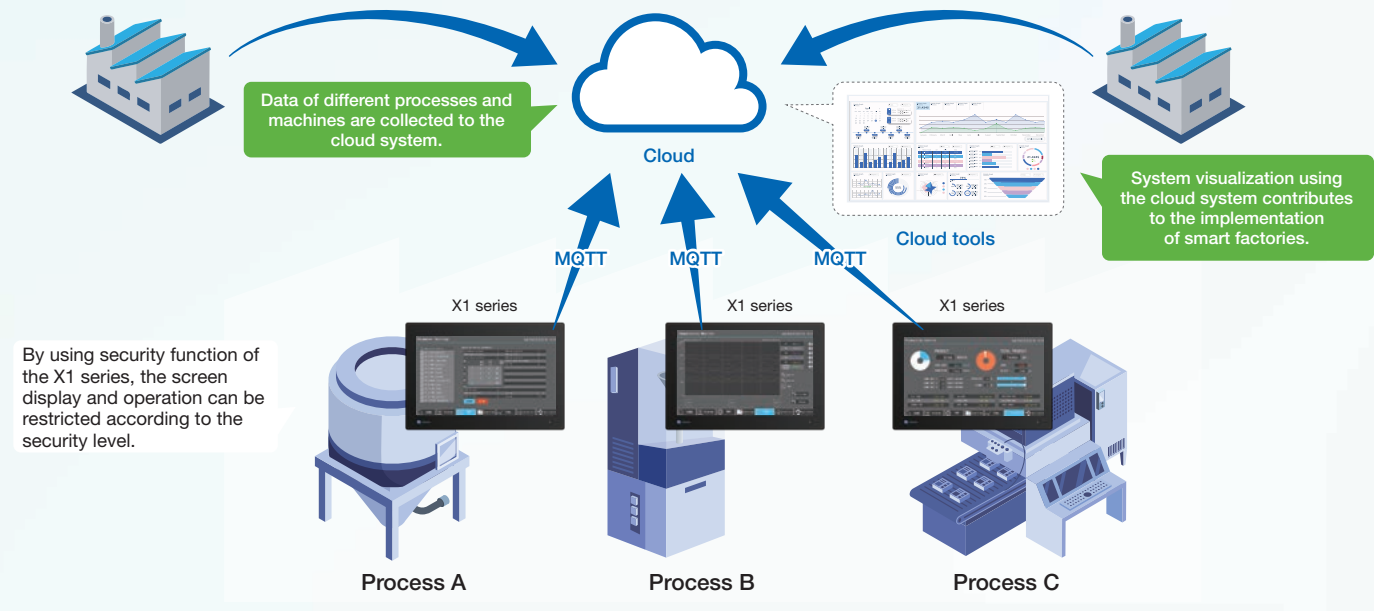 Data of different processes and
machines are collected to the
cloud system.
Cloud
Cloud tools
System visualization using
the cloud system contributes
to the implementation
of smart factories.
MQTT
MQTT
MQTT
X1 series
X1 series
X1 series
By using security function of
the X1 series, the screen
display and operation can be
restricted according to the
security level.
Process A
Process B
Process C